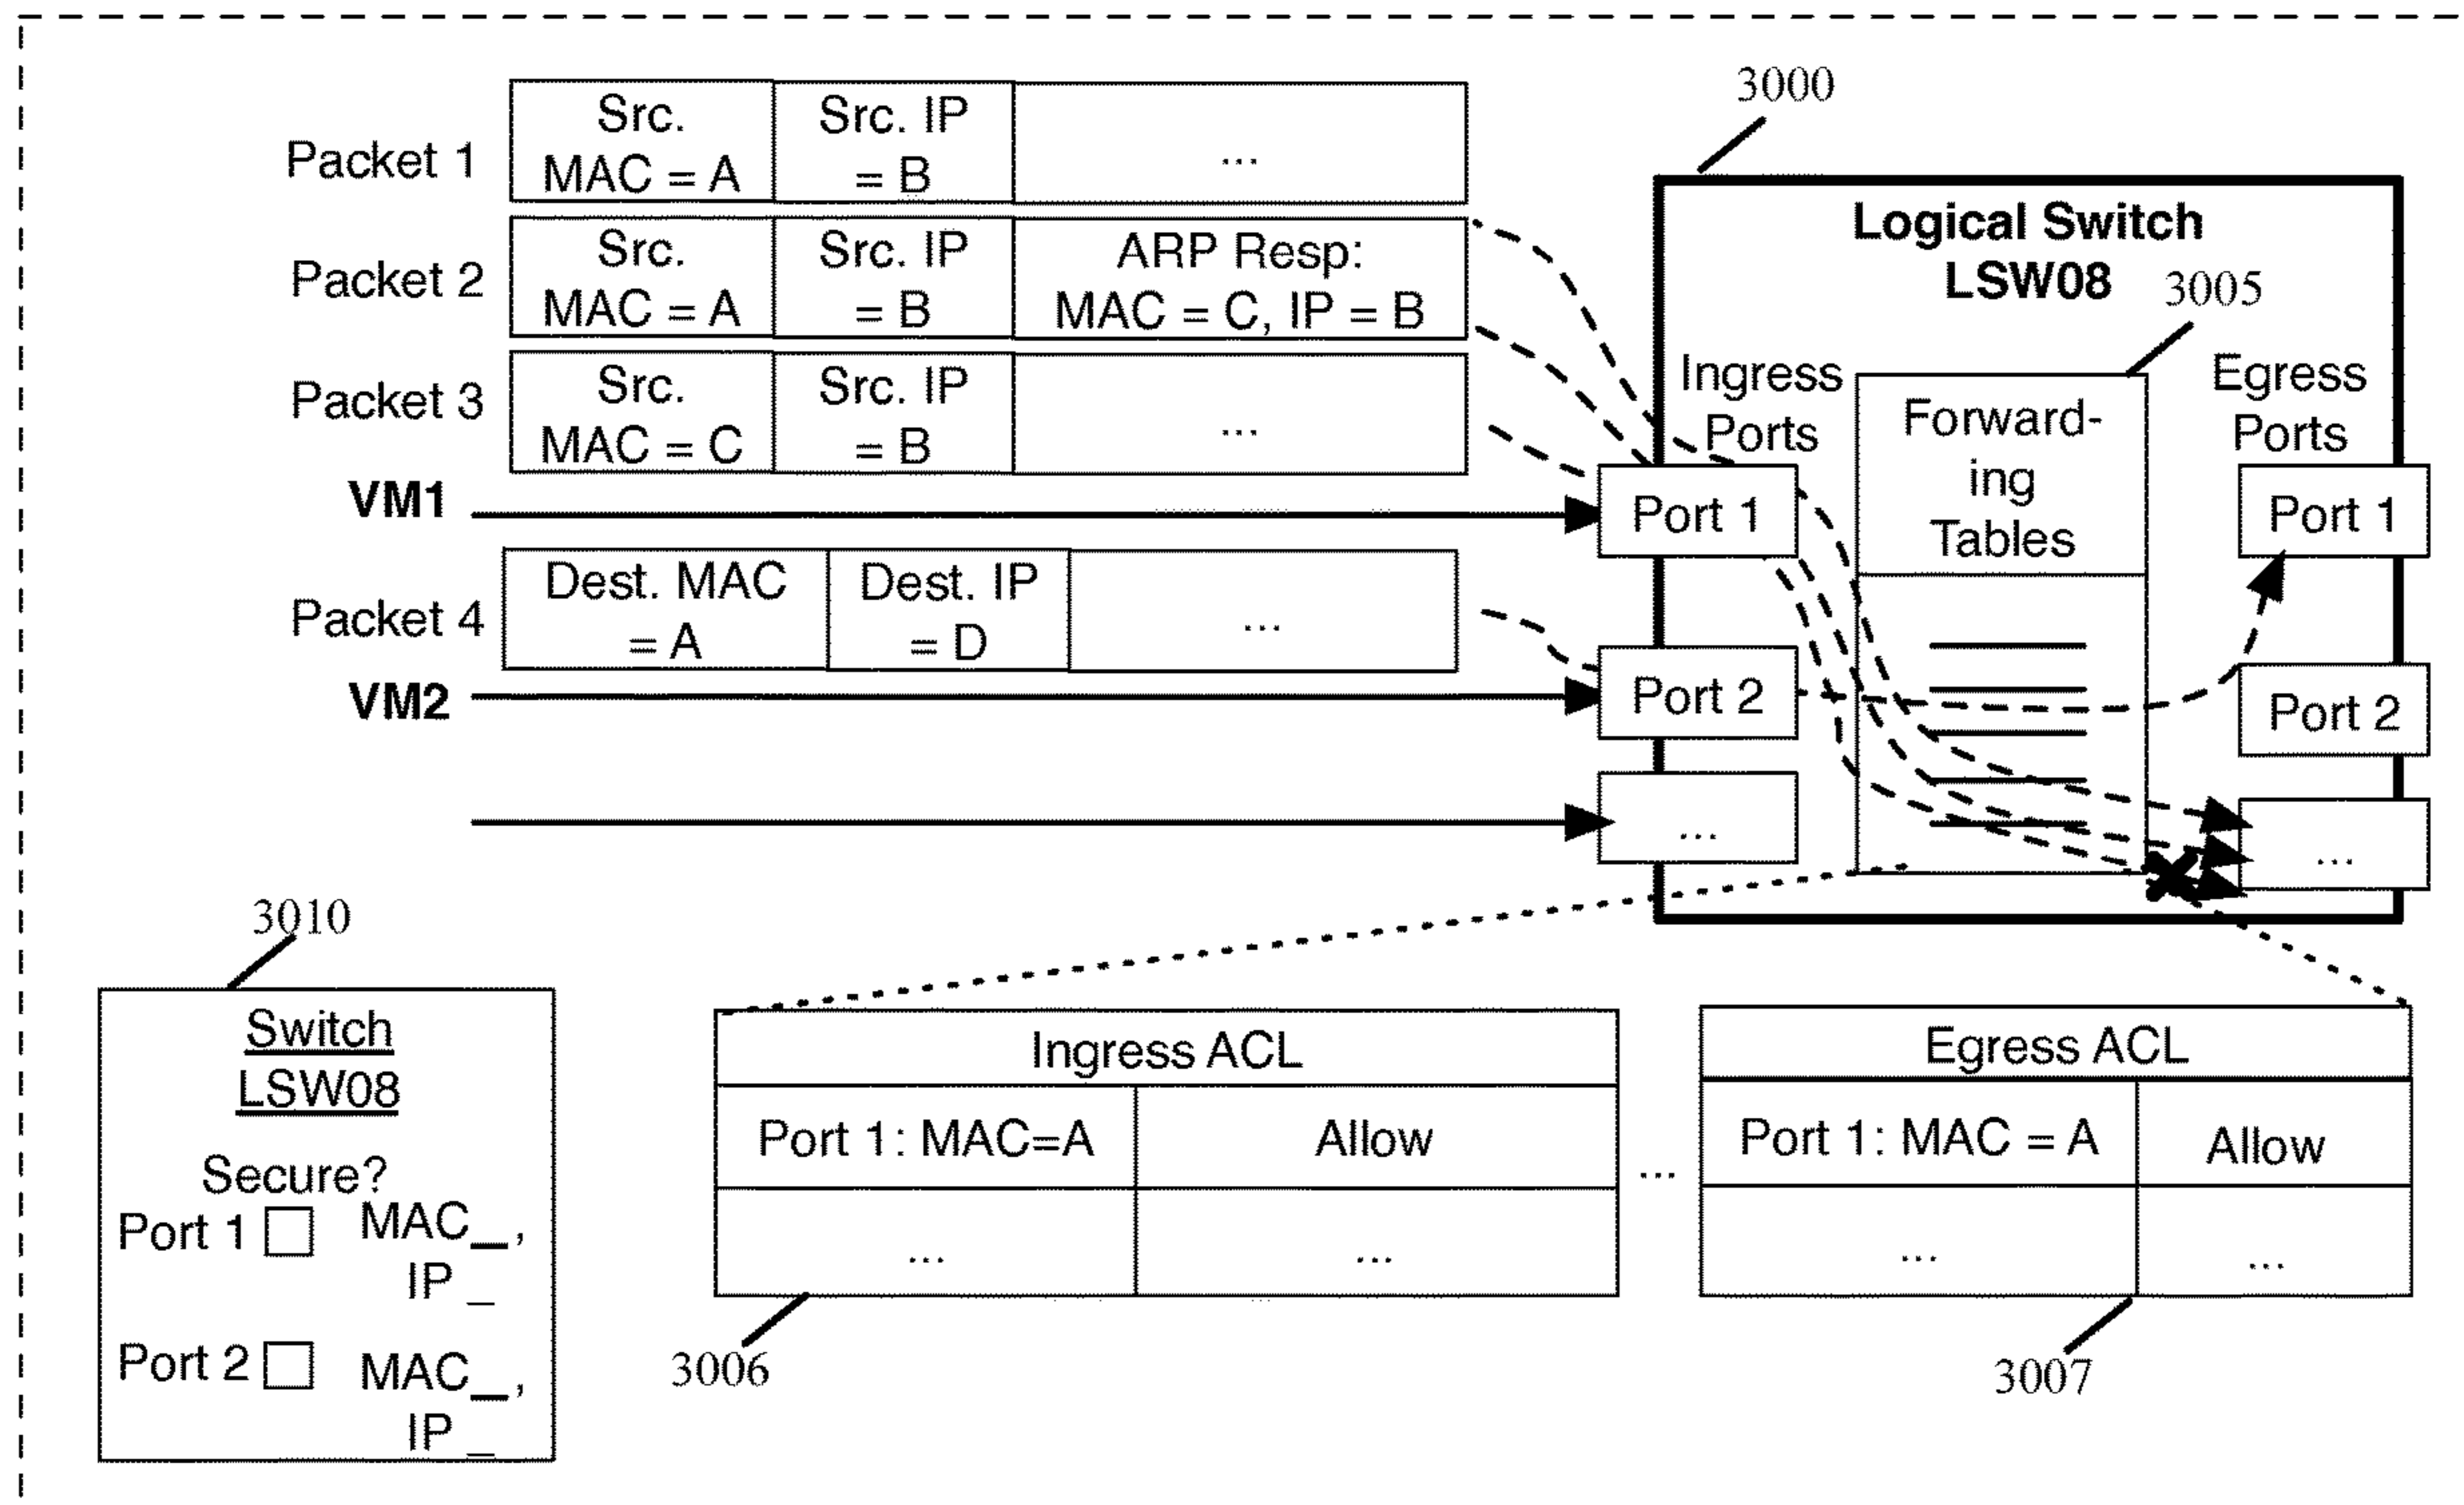 3000
Src.
MAC = A
Src. IP
= B
...
Packet 1
Logical Switch
LSW08
3005
Src.
MAC = A
Src. IP
= B
ARP Resp:
MAC = C, IP = B
Packet 2
Src.
MAC = C
Src. IP
= B
...
Packet 3
Ingress
Ports
Forward-
ing
Tables
Egress
Ports
VM1
Port 1
Port 1
Dest. MAC
= A
Dest. IP
= D
...
Packet 4
VM2
Port 2
Port 2
...
...
3010
Switch
LSW08
Secure?
Port 1
MAC_,
IP _
Port 2
MAC_,
IP _
Ingress ACL
Port 1: MAC=A
Allow
...
...
3006
...
Egress ACL
Port 1: MAC = A
Allow
...
...
3007